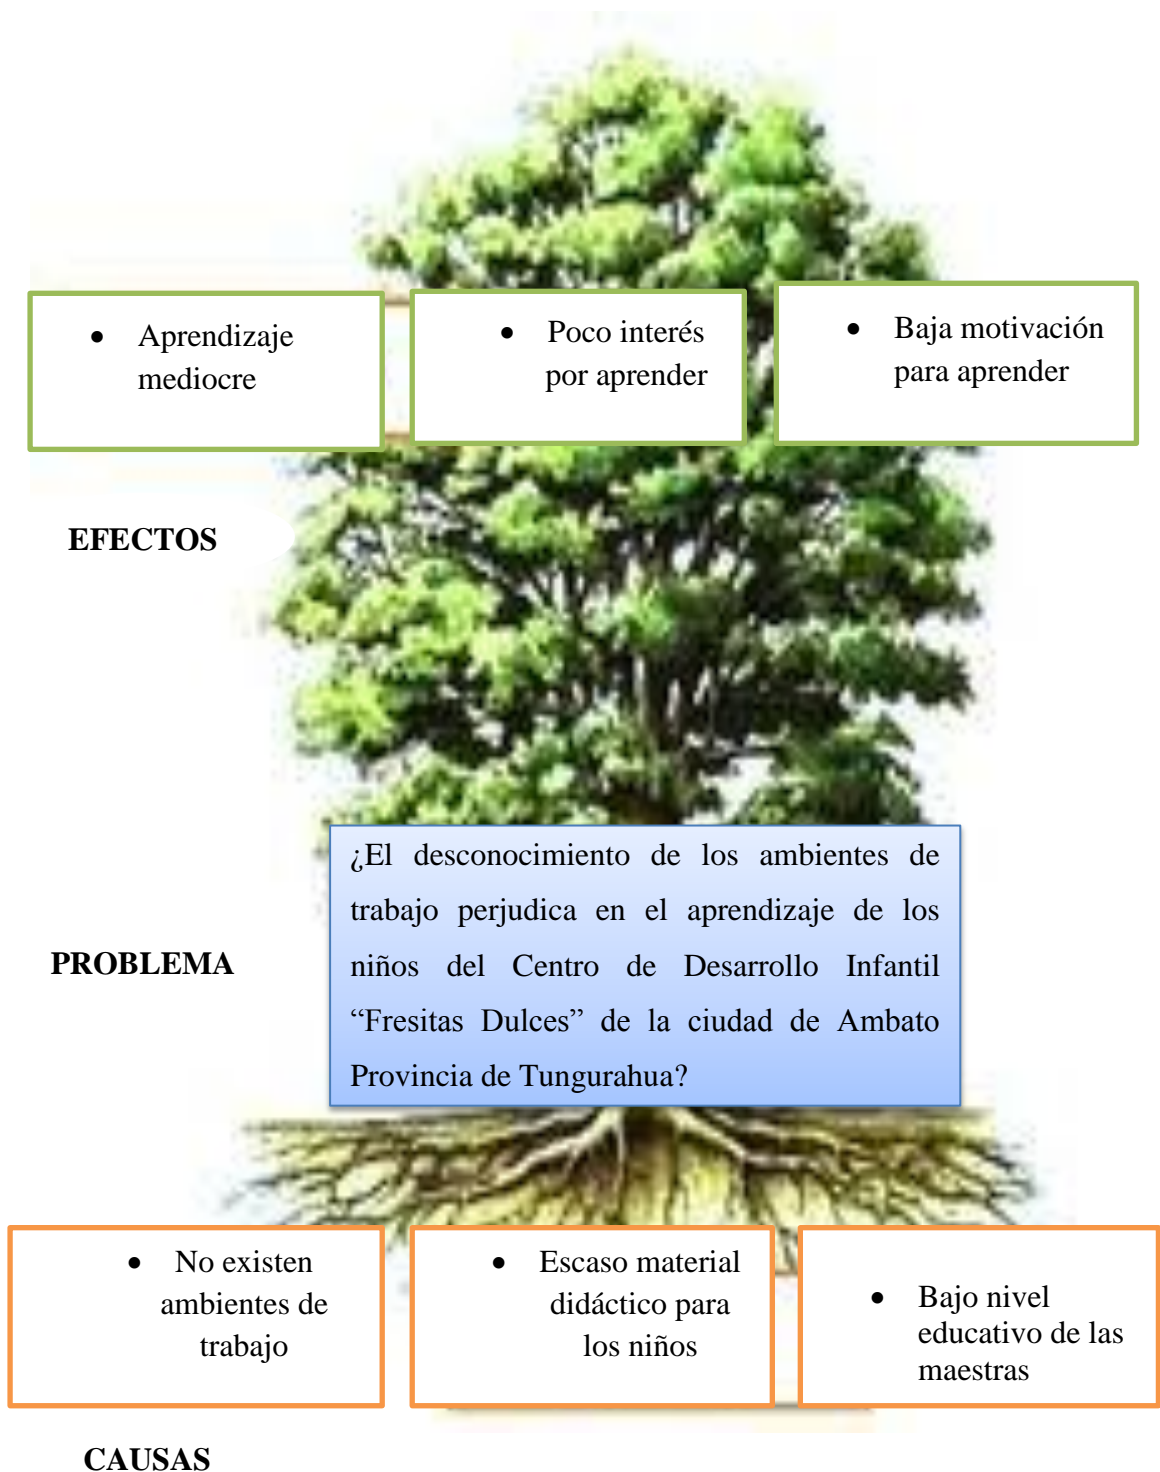 • Aprendizaje
mediocre
• Poco interés
por aprender
• Baja motivación
para aprender
EFECTOS
¿El desconocimiento de los ambientes de
trabajo perjudica en el aprendizaje de los
niños del Centro de Desarrollo Infantil
“Fresitas Dulces” de la ciudad de Ambato
Provincia de Tungurahua?
PROBLEMA
• No existen
ambientes de
trabajo
• Escaso material
didáctico para
los niños
• Bajo nivel
educativo de las
maestras
CAUSAS